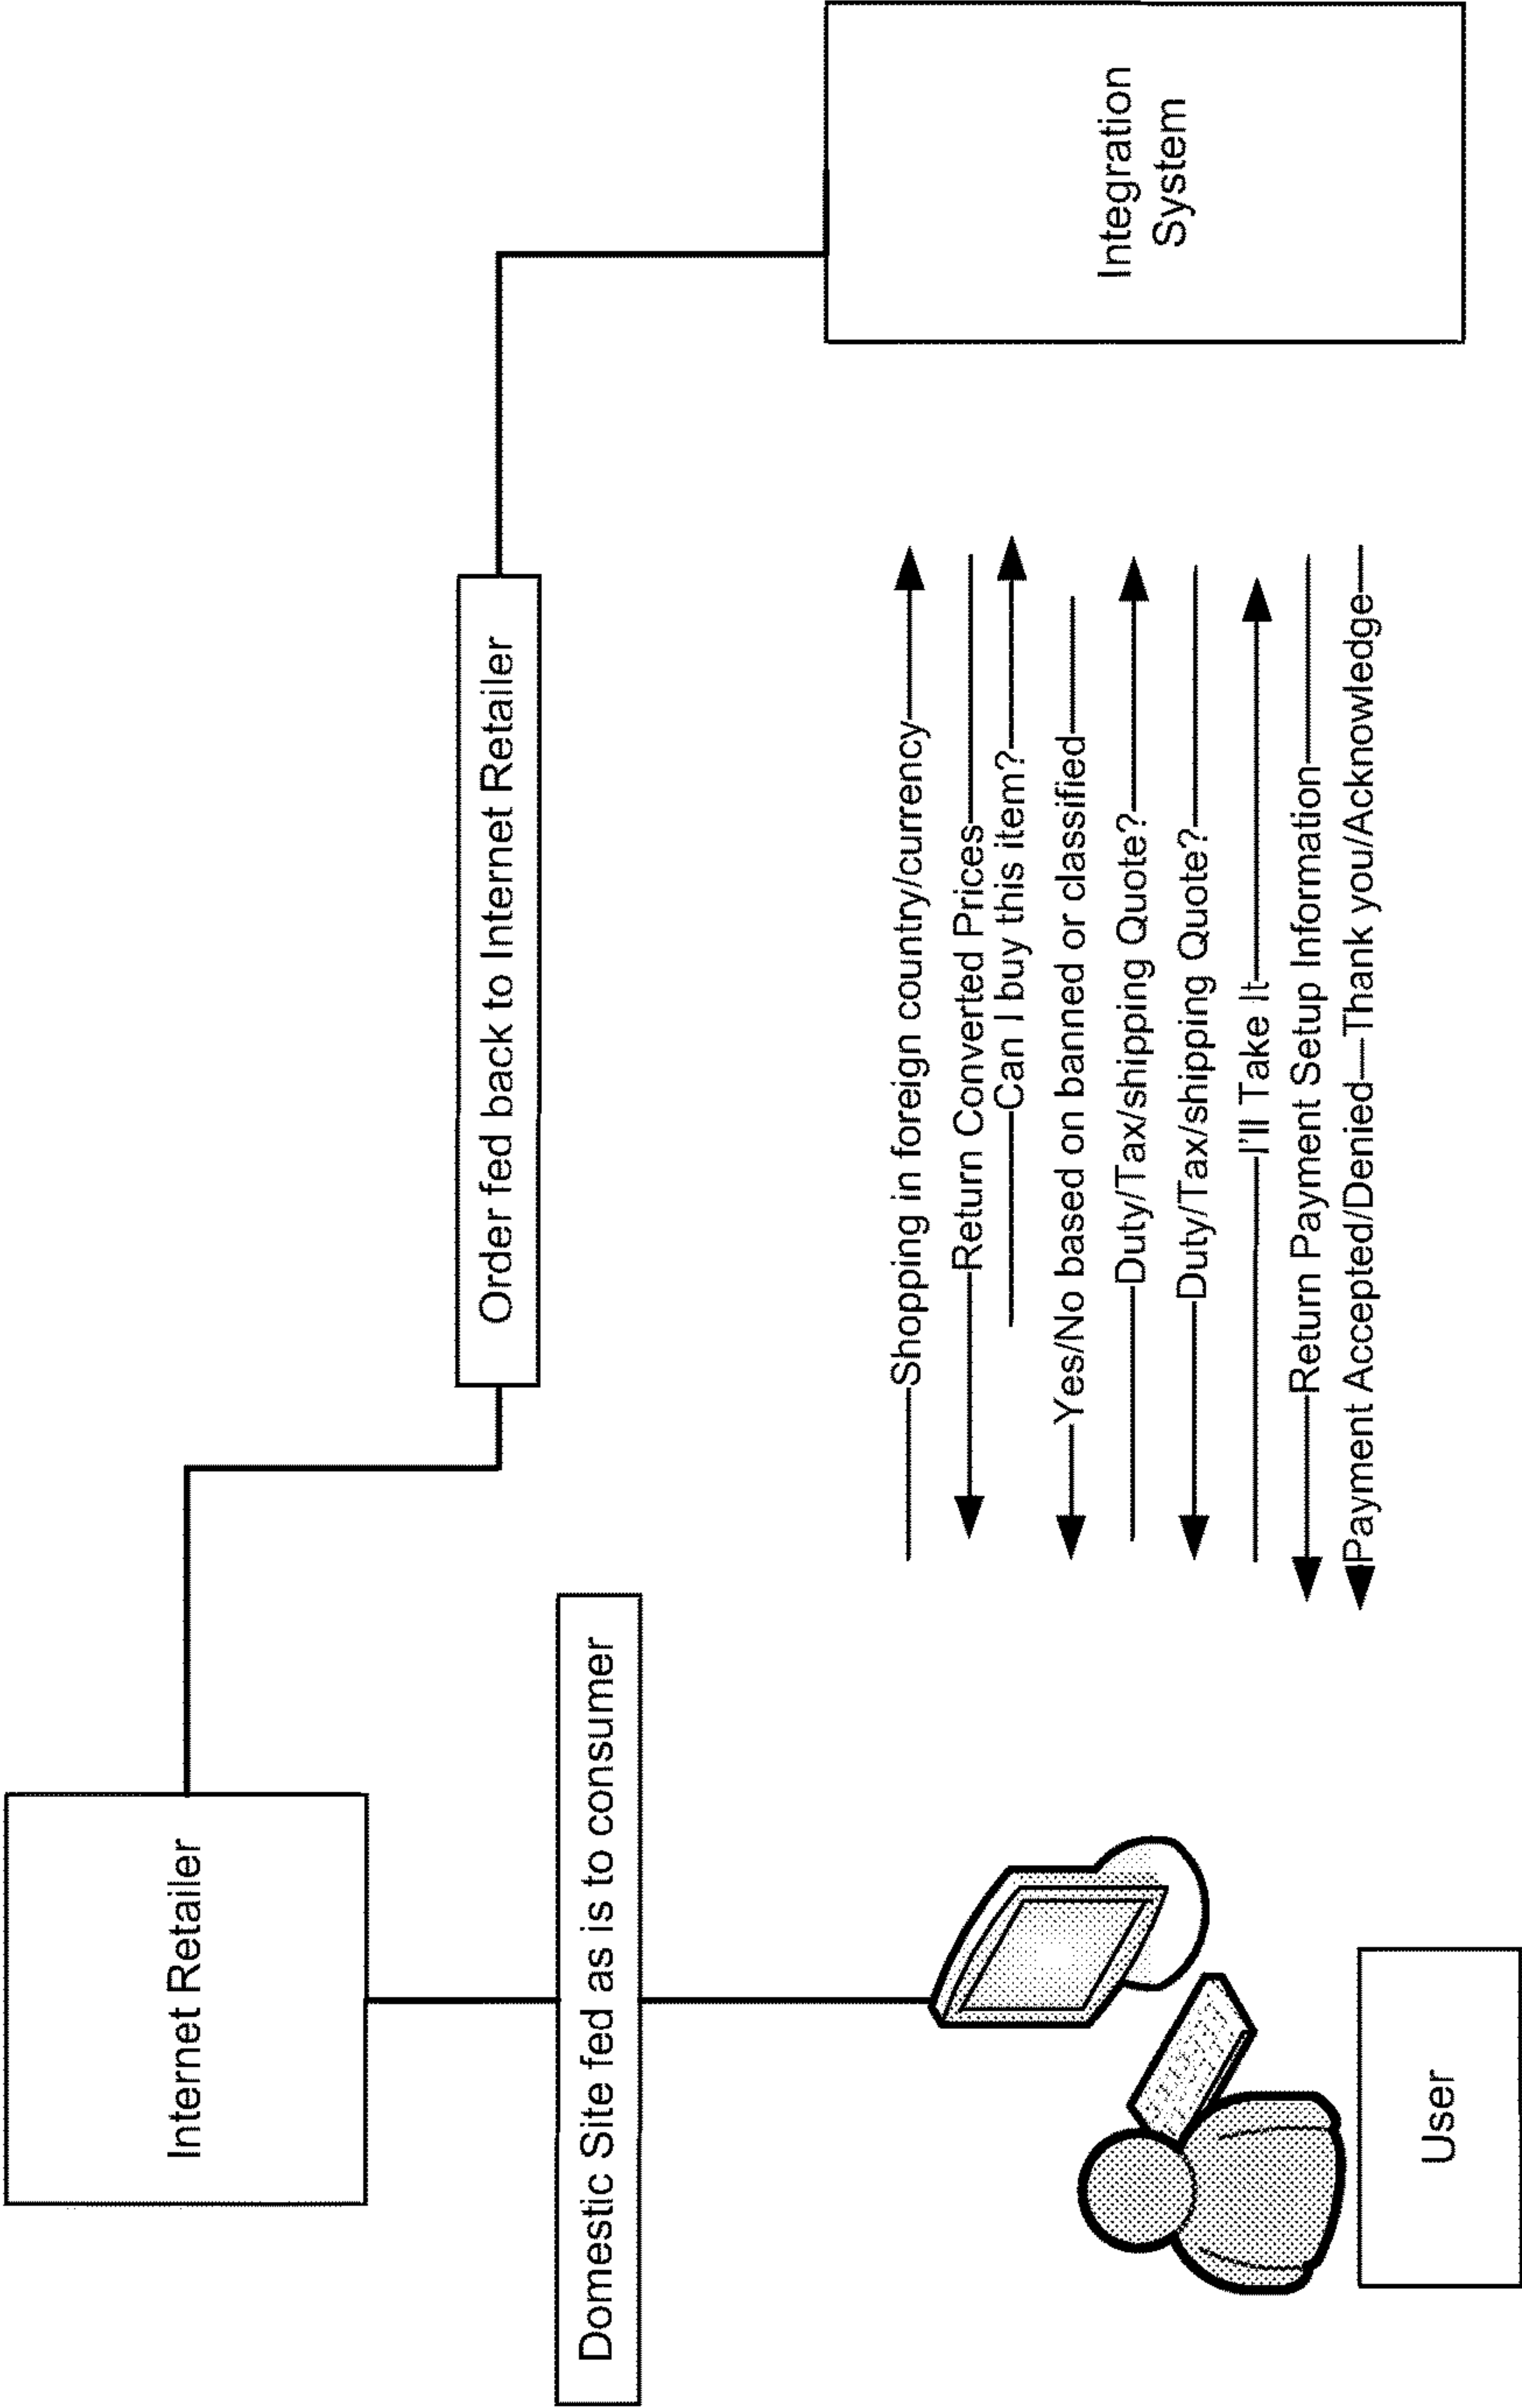 Internet Retailer
Order fed back to Internet Retailer
Domestic Site fed as is to consumer
Integration
System
Shopping in foreign country/currency
Return Converted Prices
Can I buy this item?
Yes/No based on banned or classified
Duty/Tax/shipping Quote?
Duty/Tax/shipping Quote?
I'll Take It
Return Payment Setup Information
Payment Accepted/Denied—Thank you/Acknowledge
User